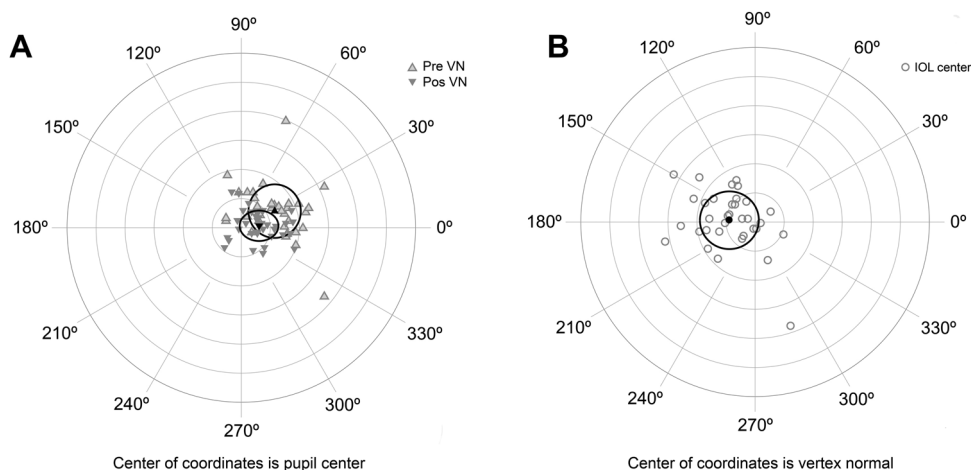 A
90º
120º
60º
Pre VN
Pos VN
150º
30º
180º
0º
210º
330º
240º
300º
270º
Center of coordinates is pupil center
B
90º
120º
60º
IOL center
150º
30º
180º
0º
210º
330º
240º
300º
270º
Center of coordinates is vertex normal